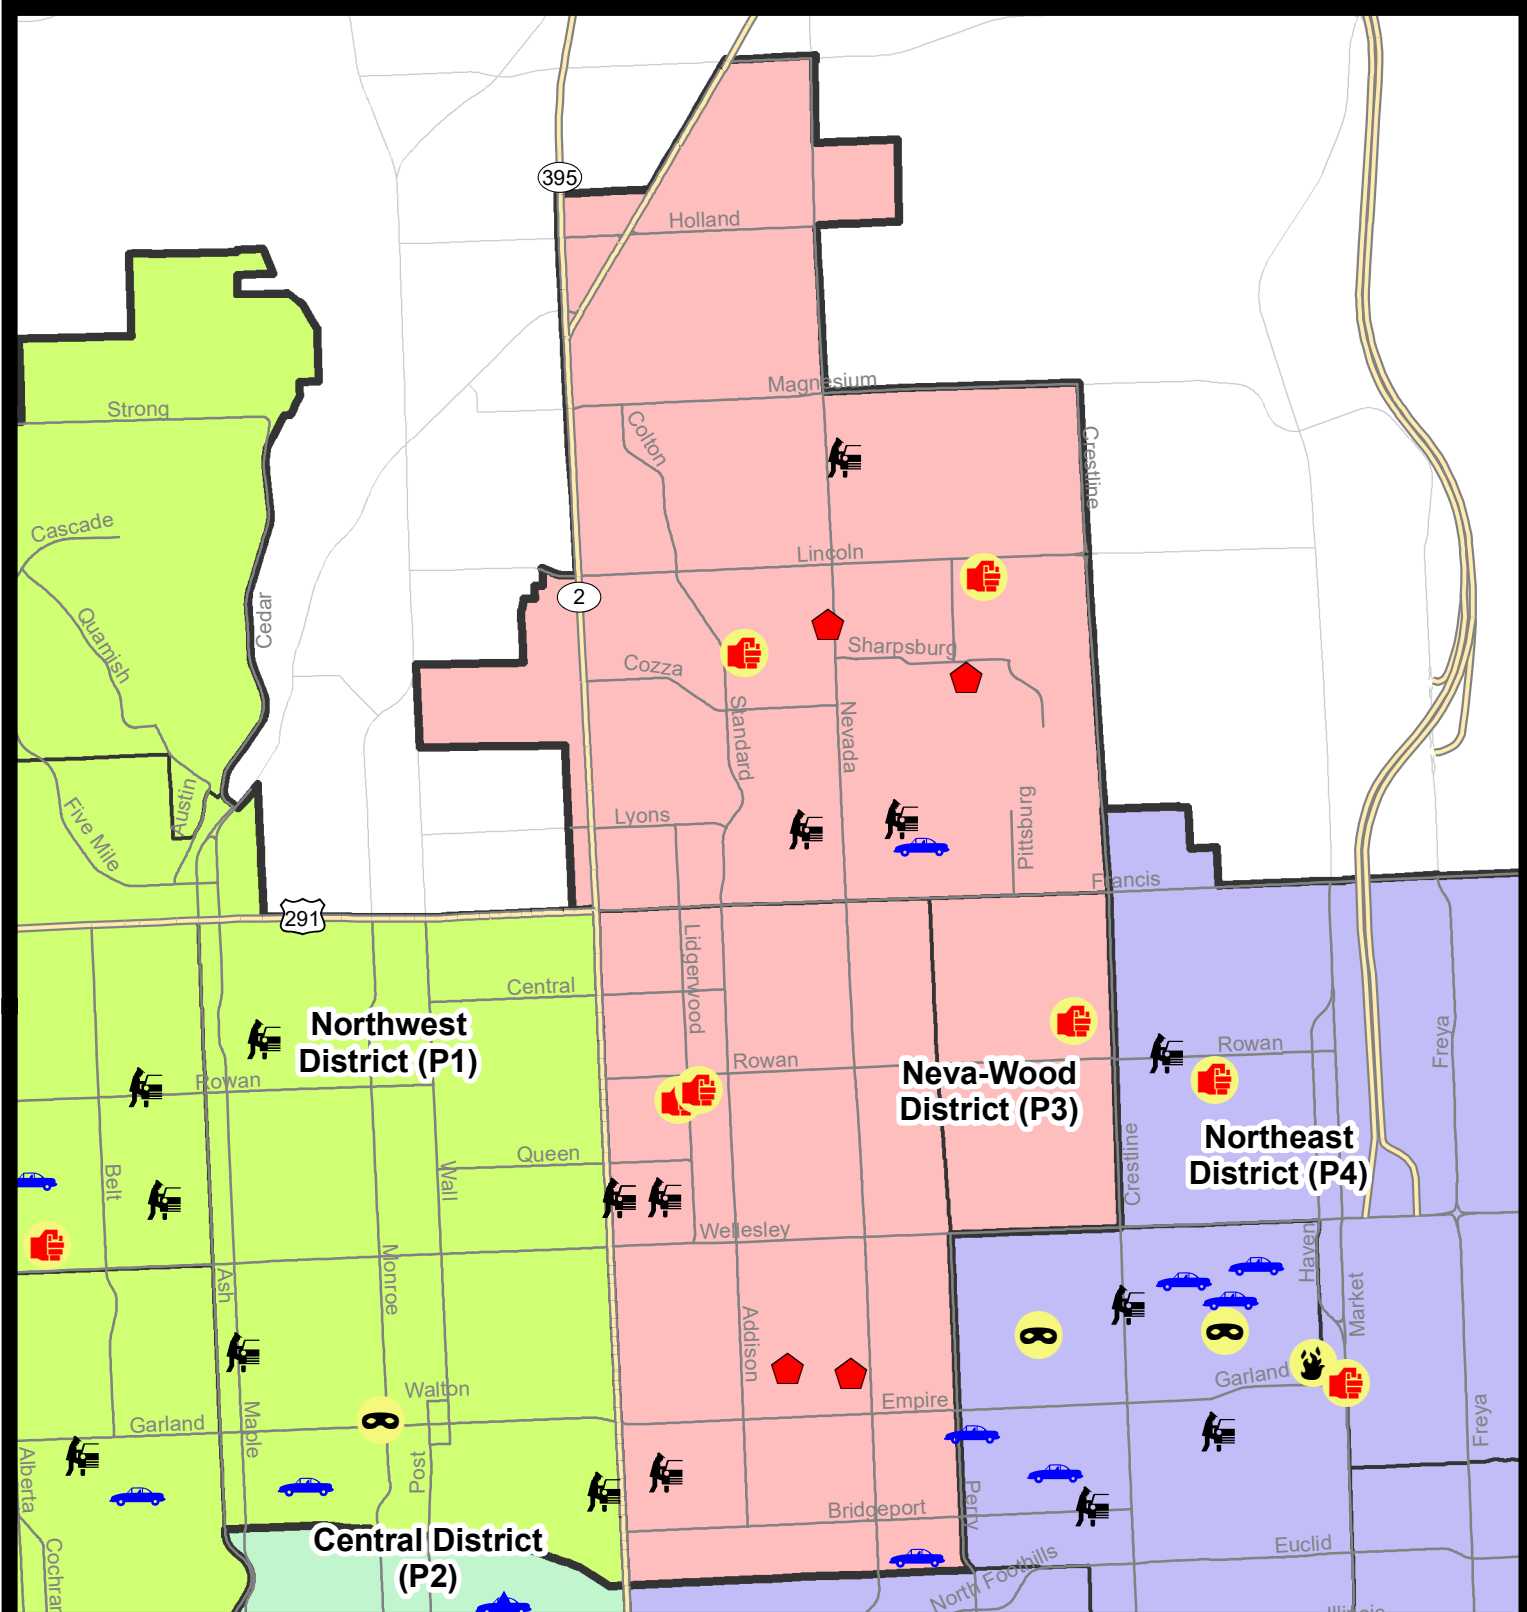 395
Holland
Magnesium
Strong
Colton
Crestline
Cascade
Lincoln
2
Quamish
Cedar
Sharpsburg
Cozza
Standard
Nevada
Austin
Five Mile
Lyons
Pittsburg
Francis
291
Lidgerwood
Central
Northwest
District (P1)
Freya
Rowan
Rowan
Rowan
Neva-Wood
District (P3)
Northeast
District (P4)
Crestline
Queen
Belt
Wall
Wellesley
Haven
Monroe
Ash
Market
Addison
Walton
Garland
Empire
Garland
Maple
Post
Freya
Alberta
Perry
Bridgeport
Central District
(P2)
Euclid
Cochran
North Foothills